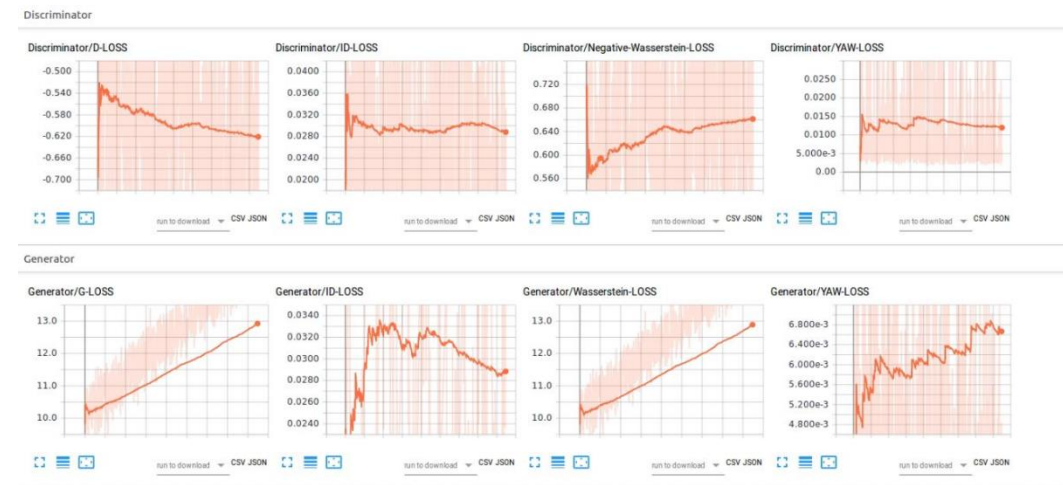 Discriminator
Discriminator/D-LOSS Discriminator/ID-LOSS Discriminator/Negative-Wasserstein-LOSS Discriminator/YAW-LOSS
-0.500
-0.540
-0.580
-0.620
-0.660
-0.700
0.0400
0.0360
0.0320
0.0280
0.0240
0.0200
0.720
0.680
0.640
0.600
0.560
0.0250
0.0200
0.0150
0.0100
5.000e-3
0.00
run to download CSV JSON run to download CSV JSON run to download CSV JSON run to download CSV JSON
Generator
Generator/G-LOSS Generator/ID-LOSS Generator/Wasserstein-LOSS Generator/YAW-LOSS
13.0
12.0
11.0
10.0
0.0340
0.0320
0.0300
0.0280
0.0260
0.0240
13.0
12.0
11.0
10.0
6.800e-3
6.400e-3
6.000e-3
5.600e-3
5.200e-3
4.800e-3
run to download CSV JSON run to download CSV JSON run to download CSV JSON run to download CSV JSON